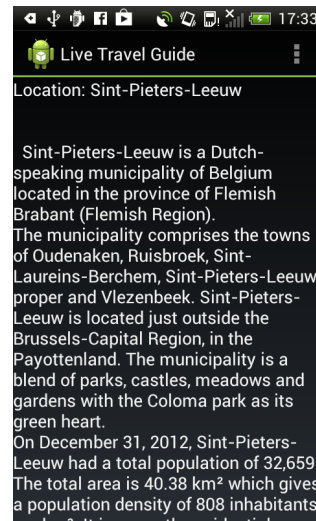 17:33
Live Travel Guide
Location: Sint-Pieters-Leeuw
Sint-Pieters-Leeuw is a Dutch-
speaking municipality of Belgium
located in the province of Flemish
Brabant (Flemish Region).
The municipality comprises the towns
of Oudenaken, Ruisbroek, Sint-
Laureins-Berchem, Sint-Pieters-Leeuw
proper and Vlezenbeek. Sint-Pieters-
Leeuw is located just outside the
Brussels-Capital Region, in the
Payottenland. The municipality is a
blend of parks, castles, meadows and
gardens with the Coloma park as its
green heart.
On December 31, 2012, Sint-Pieters-
Leeuw had a total population of 32,659
The total area is 40.38 km² which gives
a population density of 808 inhabitants